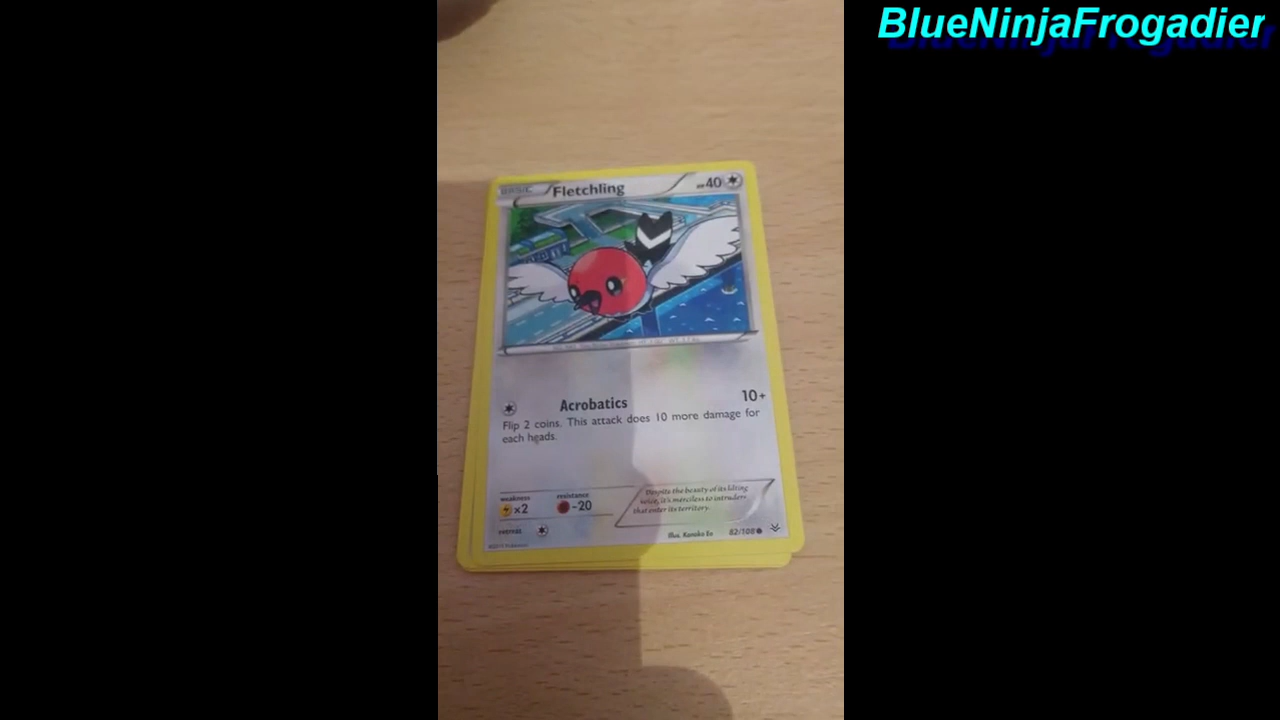 BlueNinjaFrogadier
BASIC
Fletchling
HP40
Acrobatics
10+
Flip 2 coins. This attack does 10 more damage for
each heads.
weakness
resistance
×2
-20
Despite the beauty of its lilting
voice, it's merciless to intruders
that enter its territory.
retreat
Illus. Kanako Eo
82/108